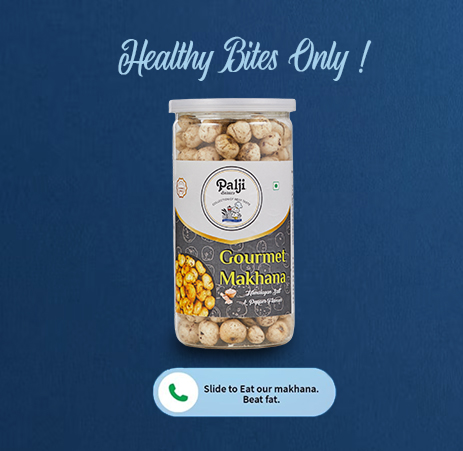 Healthy Bites Only !
Palji
Gourmet
Makhana
Himalayan Salt
& Pepper Flavour
Slide to Eat our makhana.
Beat fat.